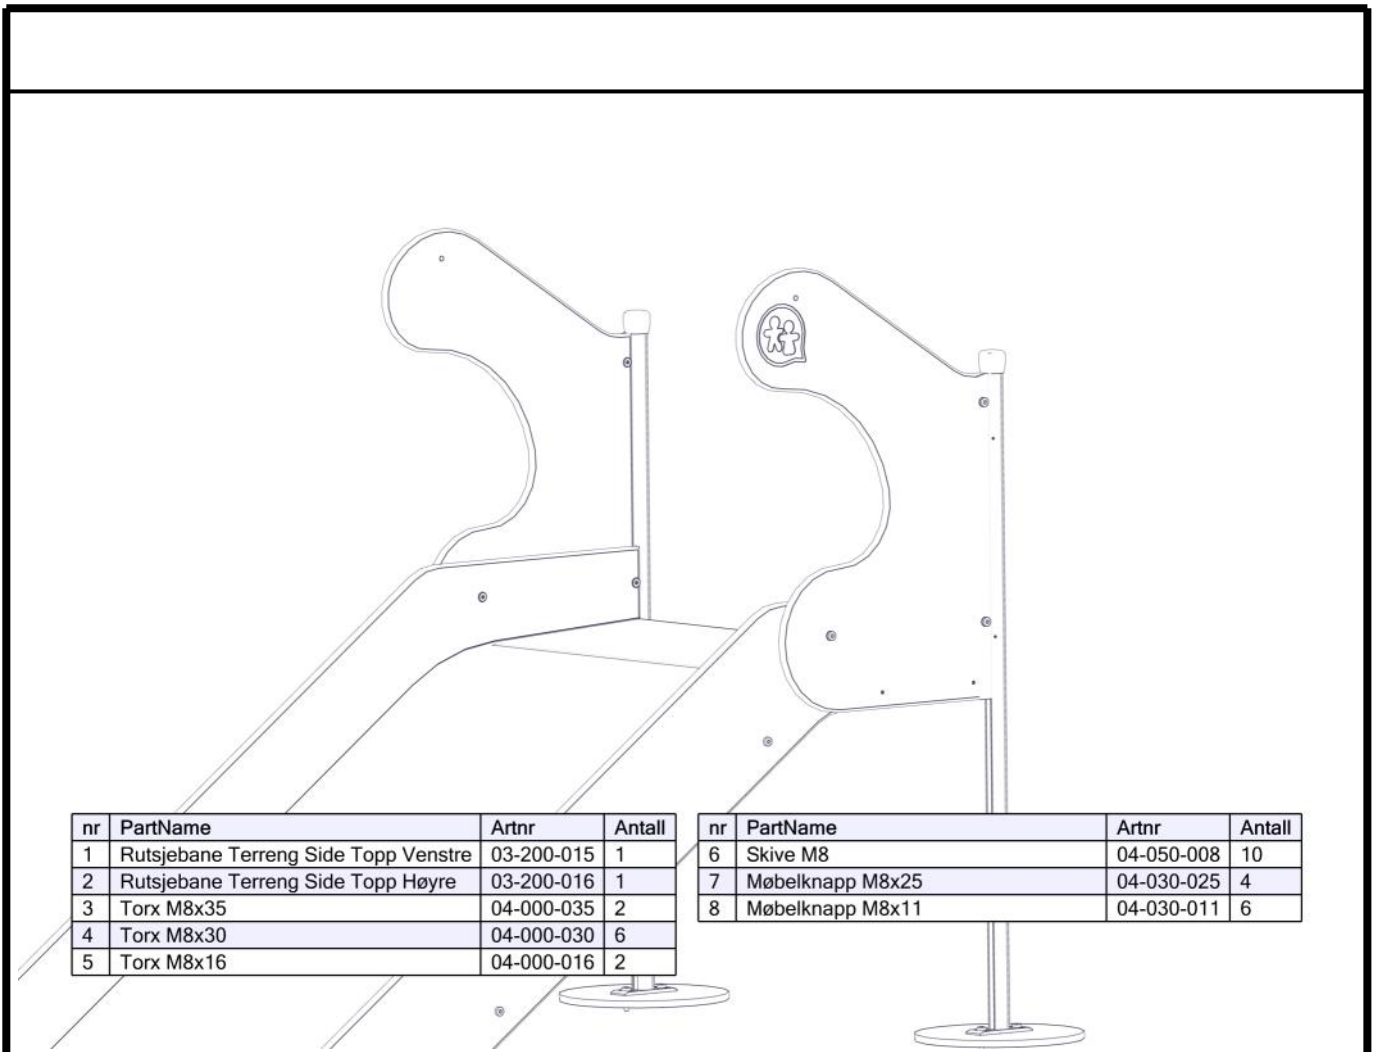 nr PartName Artnr Antall
1 Rutsjebane Terreng Side Topp Venstre 03-200-015 1
2 Rutsjebane Terreng Side Topp Høyre 03-200-016 1
3 Torx M8x35 04-000-035 2
4 Torx M8x30 04-000-030 6
5 Torx M8x16 04-000-016 2
nr PartName Artnr Antall
6 Skive M8 04-050-008 10
7 Møbelknapp M8x25 04-030-025 4
8 Møbelknapp M8x11 04-030-011 6